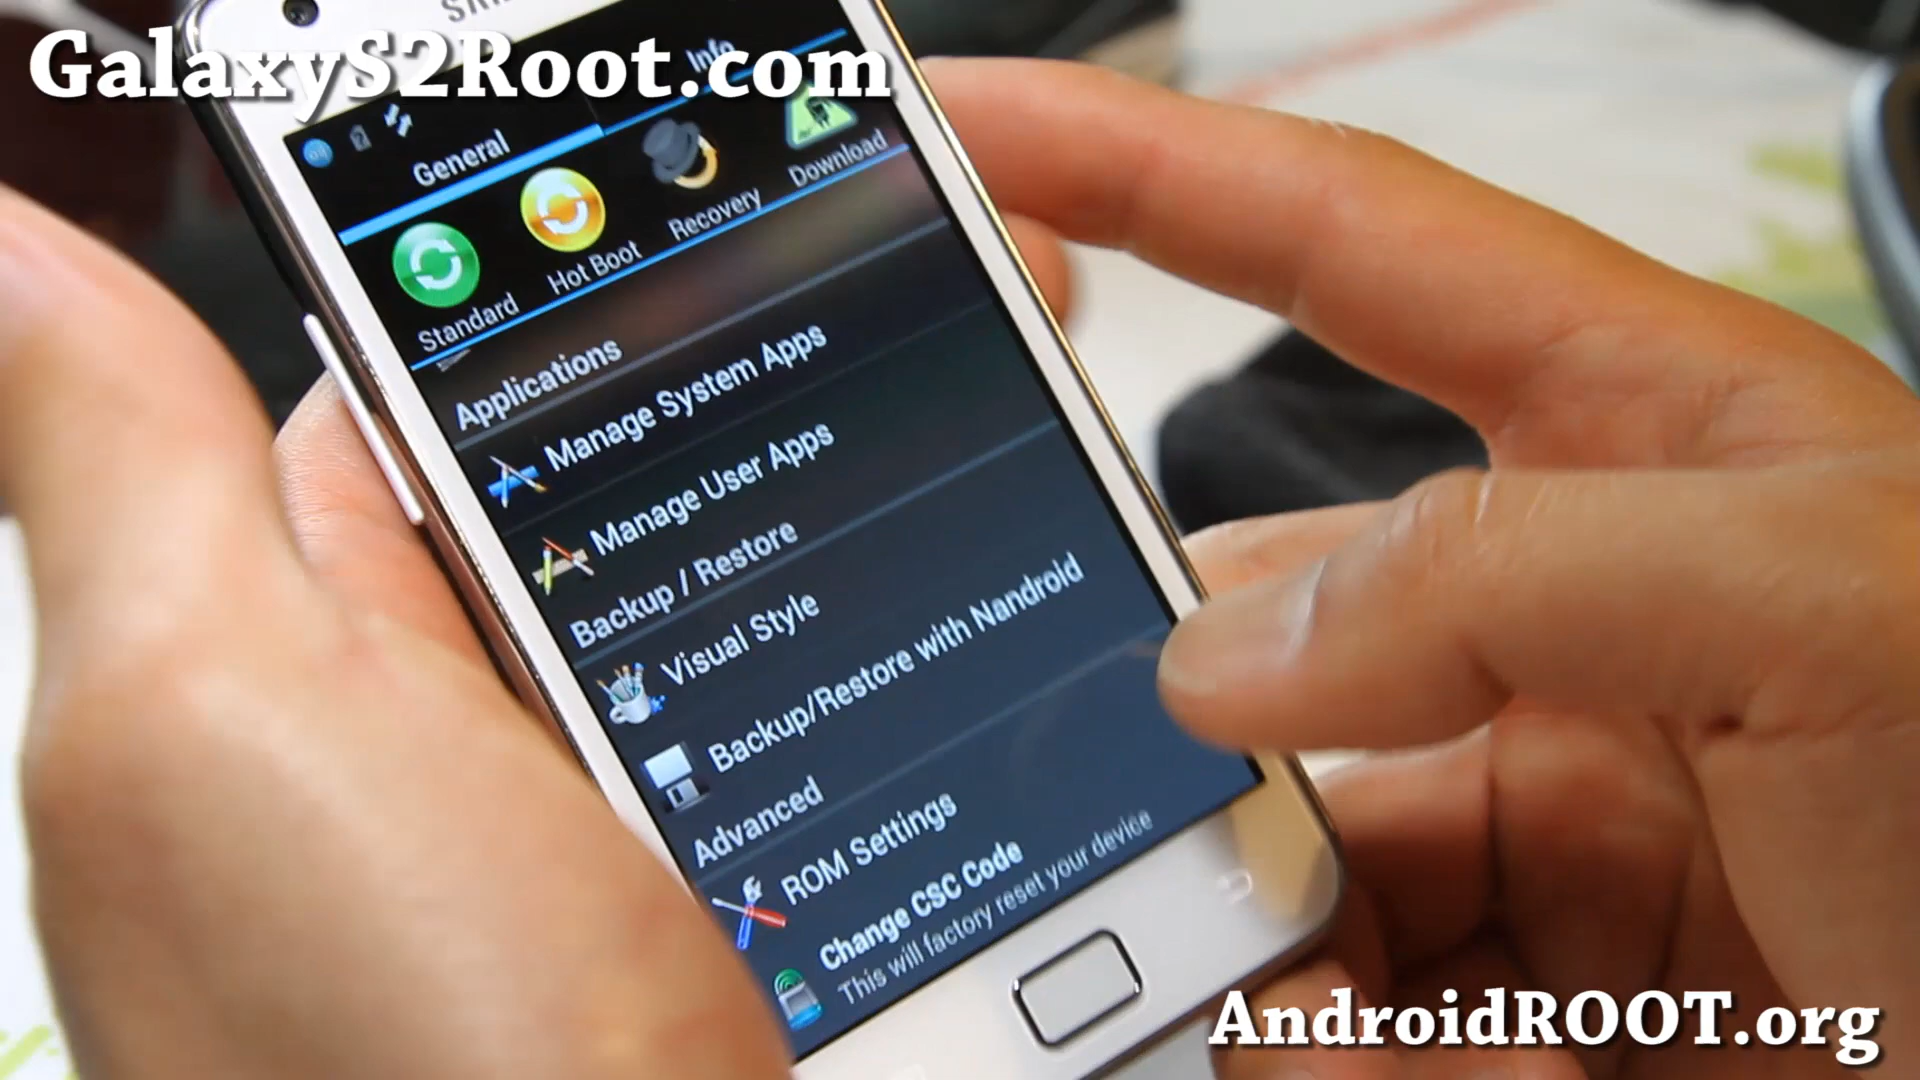 GalaxyS2Root.com
General
Info
Standard
Hot Boot
Recovery
Download
Applications
Manage System Apps
Manage User Apps
Backup / Restore
Visual Style
Backup/Restore with Nandroid
Advanced
ROM Settings
Change CSC Code
This will factory reset your device
AndroidROOT.org